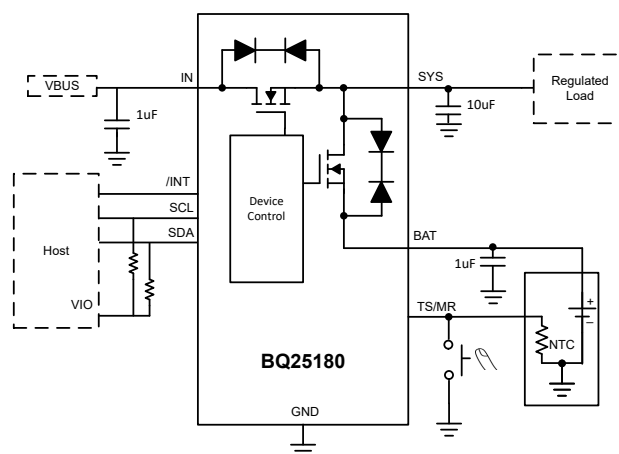 IN
SYS
VBUS
Regulated
Load
1uF
10uF
/INT
SCL
SDA
Host
VIO
Device
Control
BAT
1uF
TS/MR
+
–
NTC
BQ25180
GND